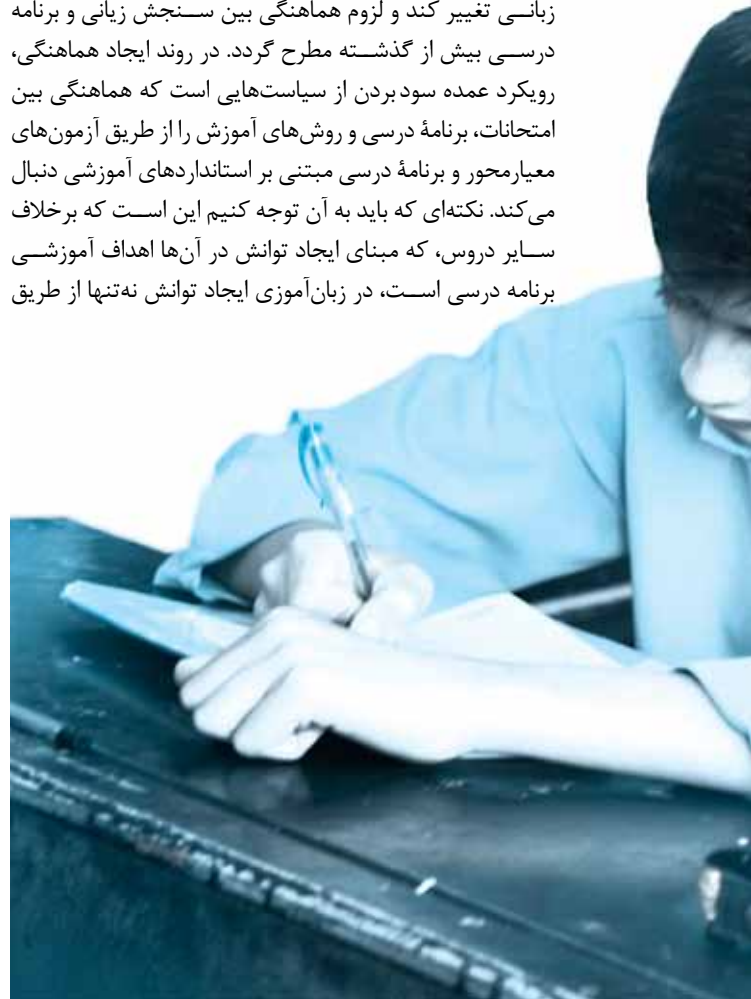 زبانی تغییر کند و لزوم هماهنگی بین سنجش زیانی و برنامه
درسی بیش از گذشته مطرح گردد. در روند ایجاد هماهنگی،
رویکرد عمده سود بردن از سیاست‌هایی است که هماهنگی بین
امتحانات، برنامهٔ درسی و روش‌های آموزش را از طریق آزمون‌های
معیارمحور و برنامهٔ درسی مبتنی بر استانداردهای آموزشی دنبال
می‌کند. نکته‌ای که باید به آن توجه کنیم این است که برخلاف
سایر دروس، که مبنای ایجاد توانش در آن‌ها اهداف آموزشی
برنامه درسی است، در زبان‌آموزی ایجاد توانش نه‌تنها از طریق